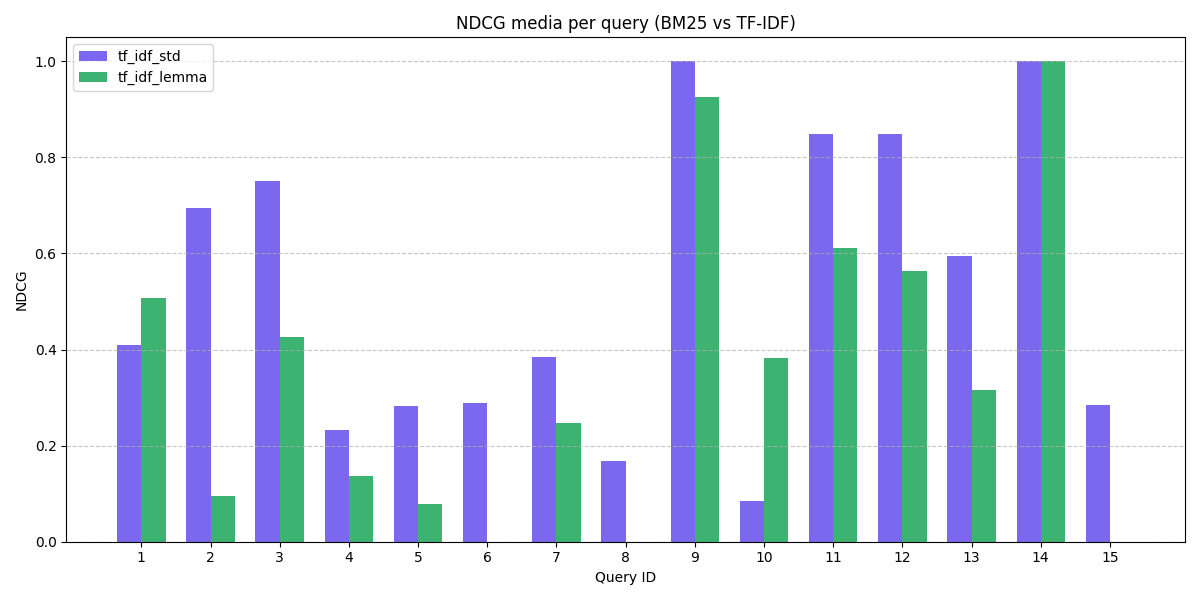 NDCG media per query (BM25 vs TF-IDF)
tf_idf_std
tf_idf_lemma
NDCG
1.0
0.8
0.6
0.4
0.2
0.0
1 2 3 4 5 6 7 8 9 10 11 12 13 14 15
Query ID